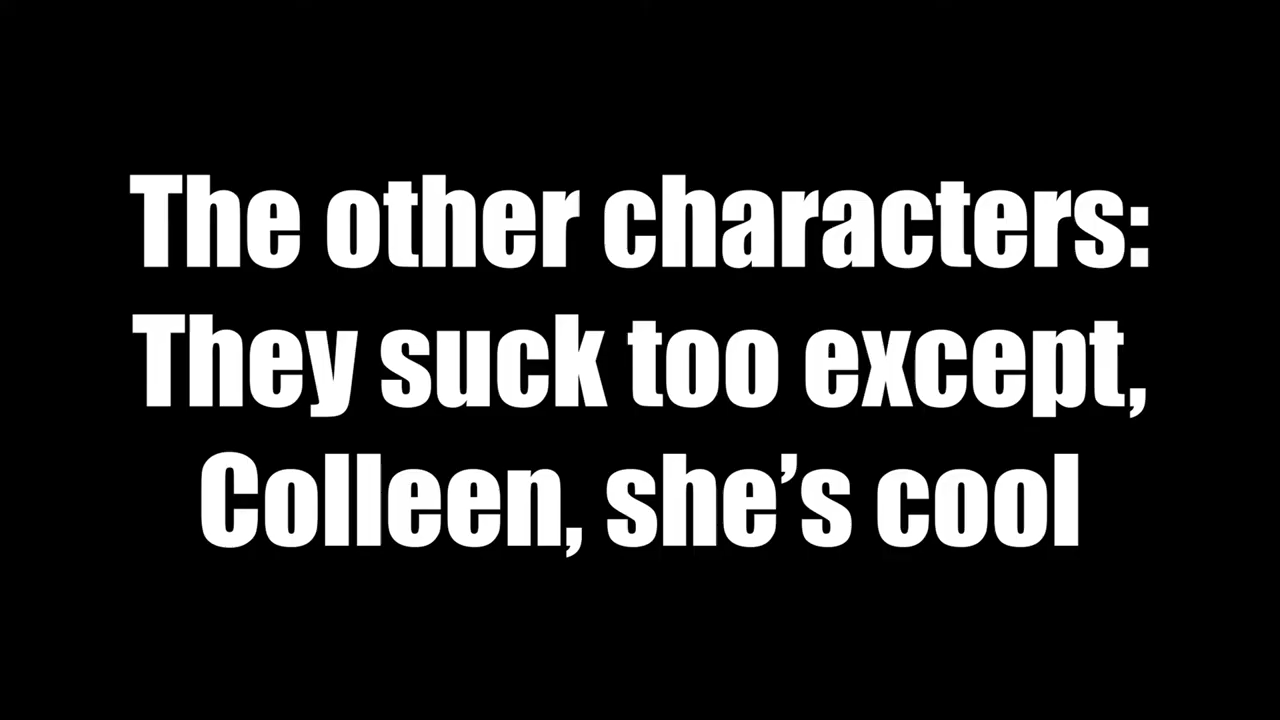 The other characters:
They suck too except,
Colleen, she’s cool